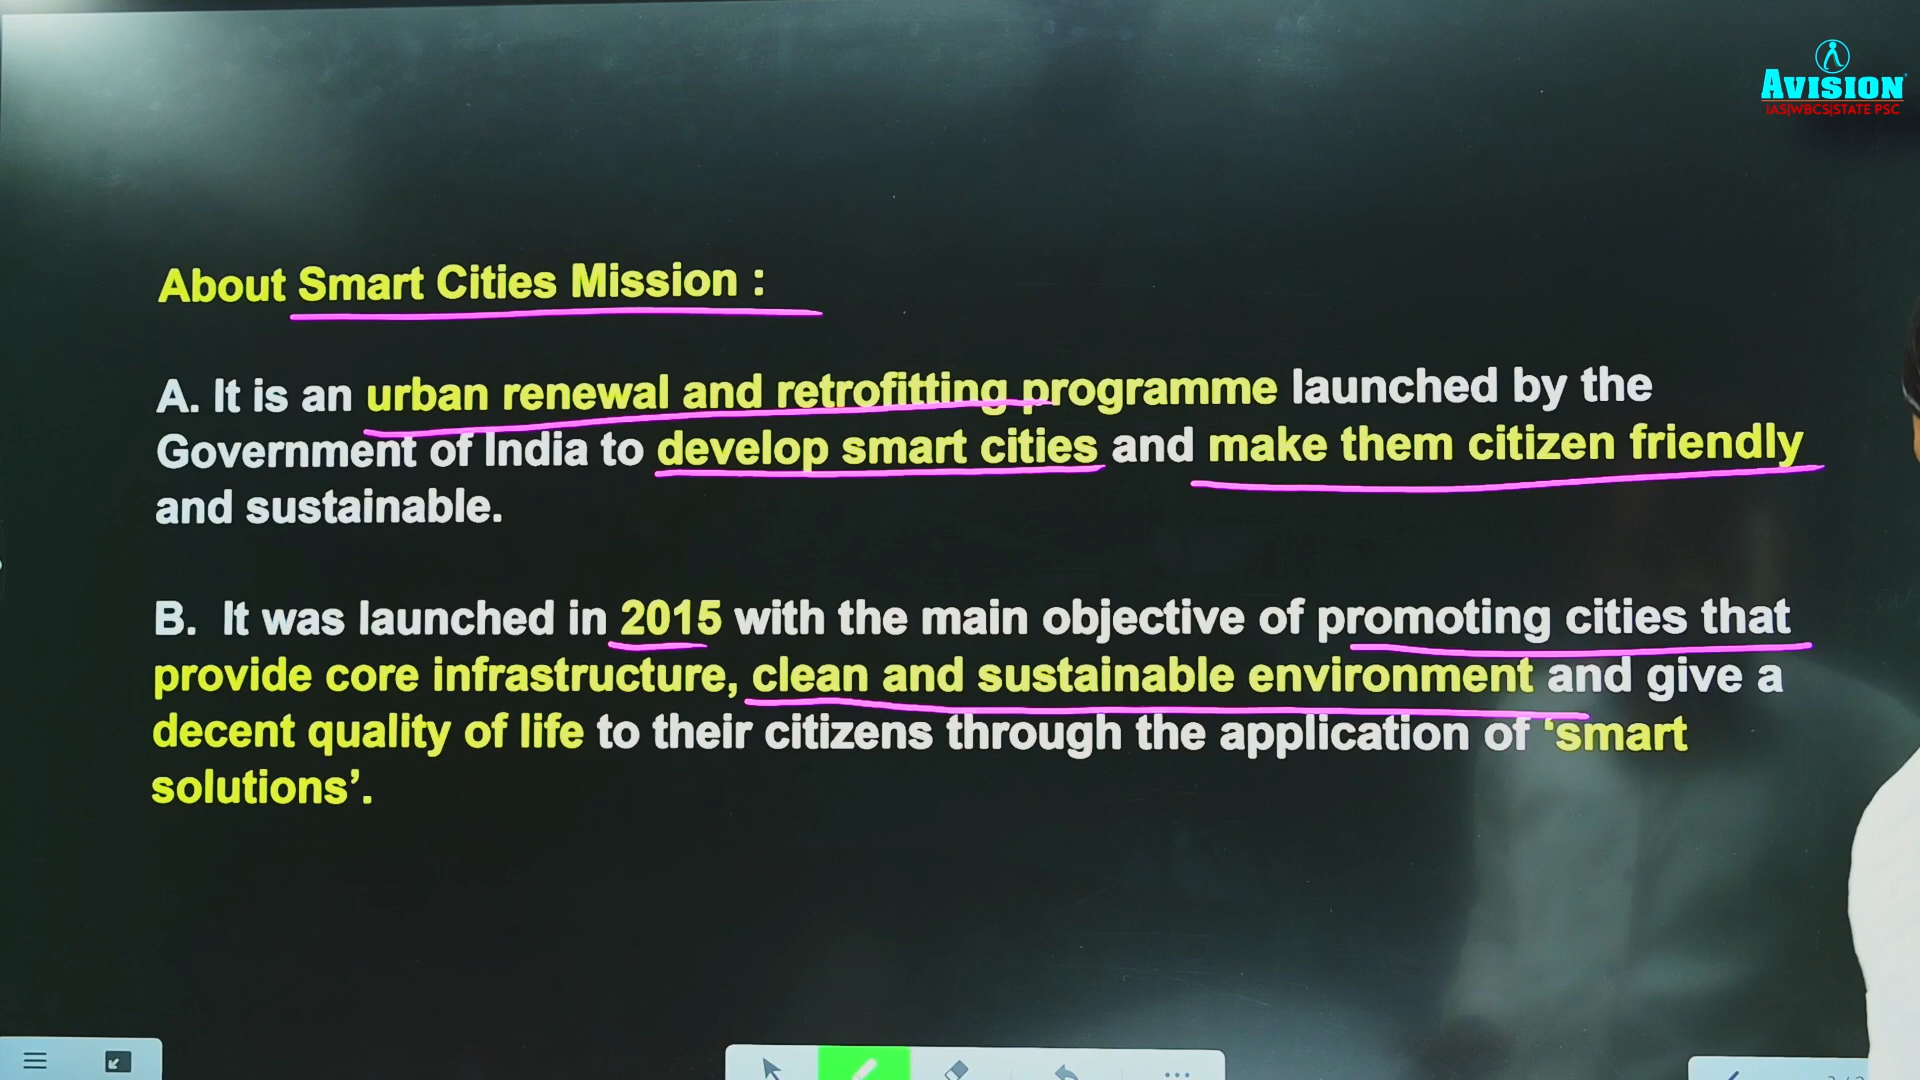 AVISION
IAS|WBCS|STATE PSC
About Smart Cities Mission :
A. It is an urban renewal and retrofitting programme launched by the
Government of India to develop smart cities and make them citizen friendly
and sustainable.
B. It was launched in 2015 with the main objective of promoting cities that
provide core infrastructure, clean and sustainable environment and give a
decent quality of life to their citizens through the application of ‘smart
solutions’.